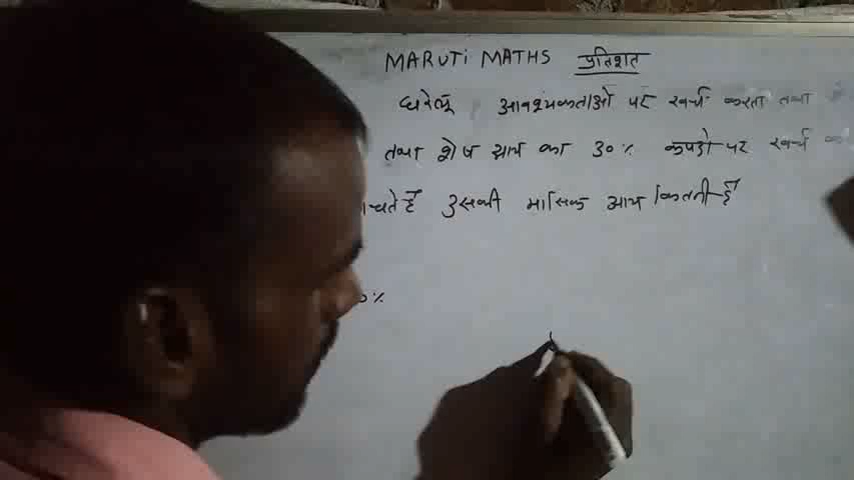 MARUTI MATHS प्रतिशत
घरेलू आवश्यकताओं पर खर्च करता तथा
तथा शेष आय का 30% कपड़ो पर खर्च
चते हैं उसकी मासिक आय कितनी है
0%